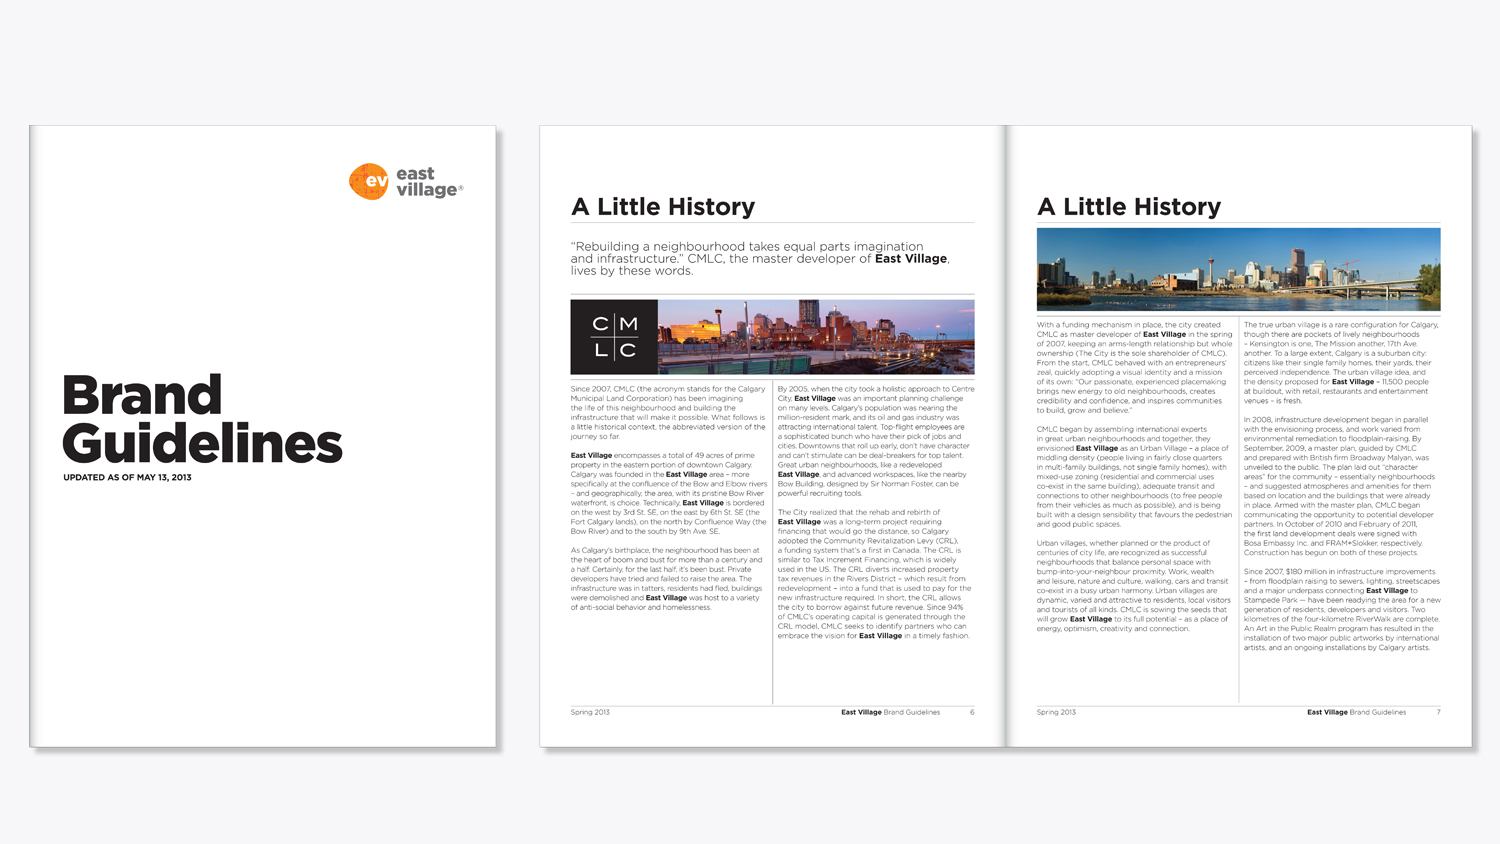 ev east
village®
Brand
Guidelines
UPDATED AS OF MAY 13, 2013
A Little History
“Rebuilding a neighbourhood takes equal parts imagination
and infrastructure.” CMLC, the master developer of East Village,
lives by these words.
C M
L C
Since 2007, CMLC (the acronym stands for the Calgary
Municipal Land Corporation) has been imagining
the life of this neighbourhood and building the
infrastructure that will make it possible. What follows is
a little historical context, the abbreviated version of the
journey so far.
East Village encompasses a total of 49 acres of prime
property in the eastern portion of downtown Calgary.
Calgary was founded in the East Village area – more
specifically at the confluence of the Bow and Elbow rivers
– and geographically, the area, with its pristine Bow River
waterfront, is choice. Technically, East Village is bordered
on the west by 3rd St. SE, on the east by 6th St. SE (the
Fort Calgary lands), on the north by Confluence Way (the
Bow River) and to the south by 9th Ave. SE.
As Calgary's birthplace, the neighbourhood has been at
the heart of boom and bust for more than a century and
a half. Certainly, for the last half, it's been bust. Private
developers have tried and failed to raise the area. The
infrastructure was in tatters, residents had fled, buildings
were demolished and East Village was host to a variety
of anti-social behavior and homelessness.
By 2005, when the city took a holistic approach to Centre
City, East Village was an important planning challenge
on many levels. Calgary's population was nearing the
million-resident mark, and its oil and gas industry was
attracting international talent. Top-flight employees are
a sophisticated bunch who have their pick of jobs and
cities. Downtowns that roll up early, don't have character
and can't stimulate can be deal-breakers for top talent.
Great urban neighbourhoods, like a redeveloped
East Village, and advanced workspaces, like the nearby
Bow Building, designed by Sir Norman Foster, can be
powerful recruiting tools.
The City realized that the rehab and rebirth of
East Village was a long-term project requiring
financing that would go the distance, so Calgary
adopted the Community Revitalization Levy (CRL),
a funding system that's a first in Canada. The CRL is
similar to Tax Increment Financing, which is widely
used in the US. The CRL diverts increased property
tax revenues in the Rivers District – which result from
redevelopment – into a fund that is used to pay for the
new infrastructure required. In short, the CRL allows
the city to borrow against future revenue. Since 94%
of CMLC's operating capital is generated through the
CRL model, CMLC seeks to identify partners who can
embrace the vision for East Village in a timely fashion.
Spring 2013 East Village Brand Guidelines 6
A Little History
With a funding mechanism in place, the city created
CMLC as master developer of East Village in the spring
of 2007, keeping an arms-length relationship but whole
ownership (The City is the sole shareholder of CMLC).
From the start, CMLC behaved with an entrepreneurs'
zeal, quickly adopting a visual identity and a mission
of its own: “Our passionate, experienced placemaking
brings new energy to old neighbourhoods, creates
credibility and confidence, and inspires communities
to build, grow and believe.”
CMLC began by assembling international experts
in great urban neighbourhoods and together, they
envisioned East Village as an Urban Village – a place of
middling density (people living in fairly close quarters
in multi-family buildings, not single family homes), with
mixed-use zoning (residential and commercial uses
co-exist in the same building), adequate transit and
connections to other neighbourhoods (to free people
from their vehicles as much as possible), and is being
built with a design sensibility that favours the pedestrian
and good public spaces.
Urban villages, whether planned or the product of
centuries of city life, are recognized as successful
neighbourhoods that balance personal space with
bump-into-your-neighbour proximity. Work, wealth
and leisure, nature and culture, walking, cars and transit
co-exist in a busy urban harmony. Urban villages are
dynamic, varied and attractive to residents, local visitors
and tourists of all kinds. CMLC is sowing the seeds that
will grow East Village to its full potential – as a place of
energy, optimism, creativity and connection.
The true urban village is a rare configuration for Calgary,
though there are pockets of lively neighbourhoods
– Kensington is one, The Mission another, 17th Ave.
another. To a large extent, Calgary is a suburban city:
citizens like their single family homes, their yards, their
perceived independence. The urban village idea, and
the density proposed for East Village – 11,500 people
at buildout, with retail, restaurants and entertainment
venues – is fresh.
In 2008, infrastructure development began in parallel
with the envisioning process, and work varied from
environmental remediation to floodplain-raising. By
September, 2009, a master plan, guided by CMLC
and prepared with British firm Broadway Malyan, was
unveiled to the public. The plan laid out “character
areas” for the community – essentially neighbourhoods
– and suggested atmospheres and amenities for them
based on location and the buildings that were already
in place. Armed with the master plan, CMLC began
communicating the opportunity to potential developer
partners. In October of 2010 and February of 2011,
the first land development deals were signed with
Bosa Embassy Inc. and FRAM+Slokker, respectively.
Construction has begun on both of these projects.
Since 2007, $180 million in infrastructure improvements
– from floodplain raising to sewers, lighting, streetscapes
and a major underpass connecting East Village to
Stampede Park — have been readying the area for a new
generation of residents, developers and visitors. Two
kilometres of the four-kilometre RiverWalk are complete.
An Art in the Public Realm program has resulted in the
installation of two major public artworks by international
artists, and an ongoing installations by Calgary artists.
Spring 2013 East Village Brand Guidelines 7